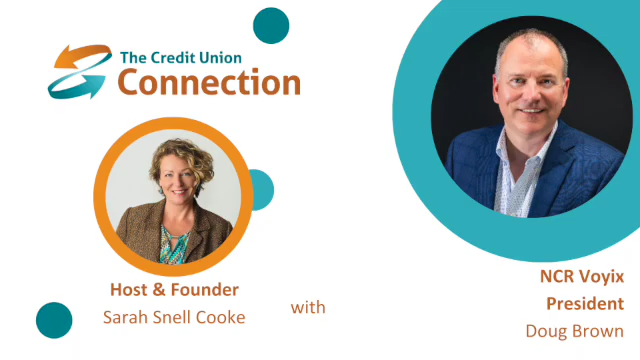 The Credit Union
Connection
Host & Founder
Sarah Snell Cooke
with
NCR Voyix
President
Doug Brown